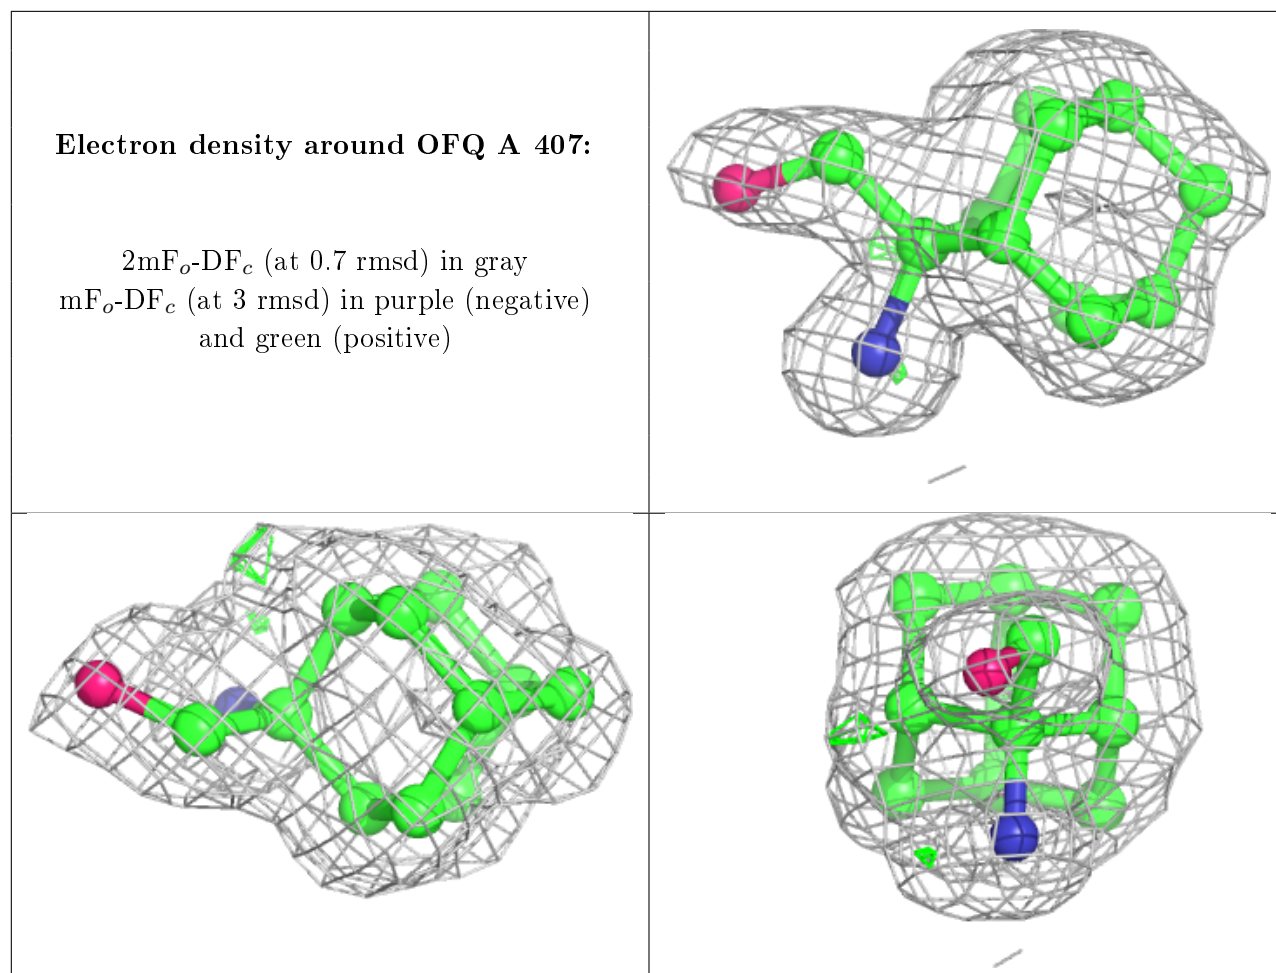 Electron density around OFQ A 407:
2mFo-DFc (at 0.7 rmsd) in gray
mFo-DFc (at 3 rmsd) in purple (negative)
and green (positive)